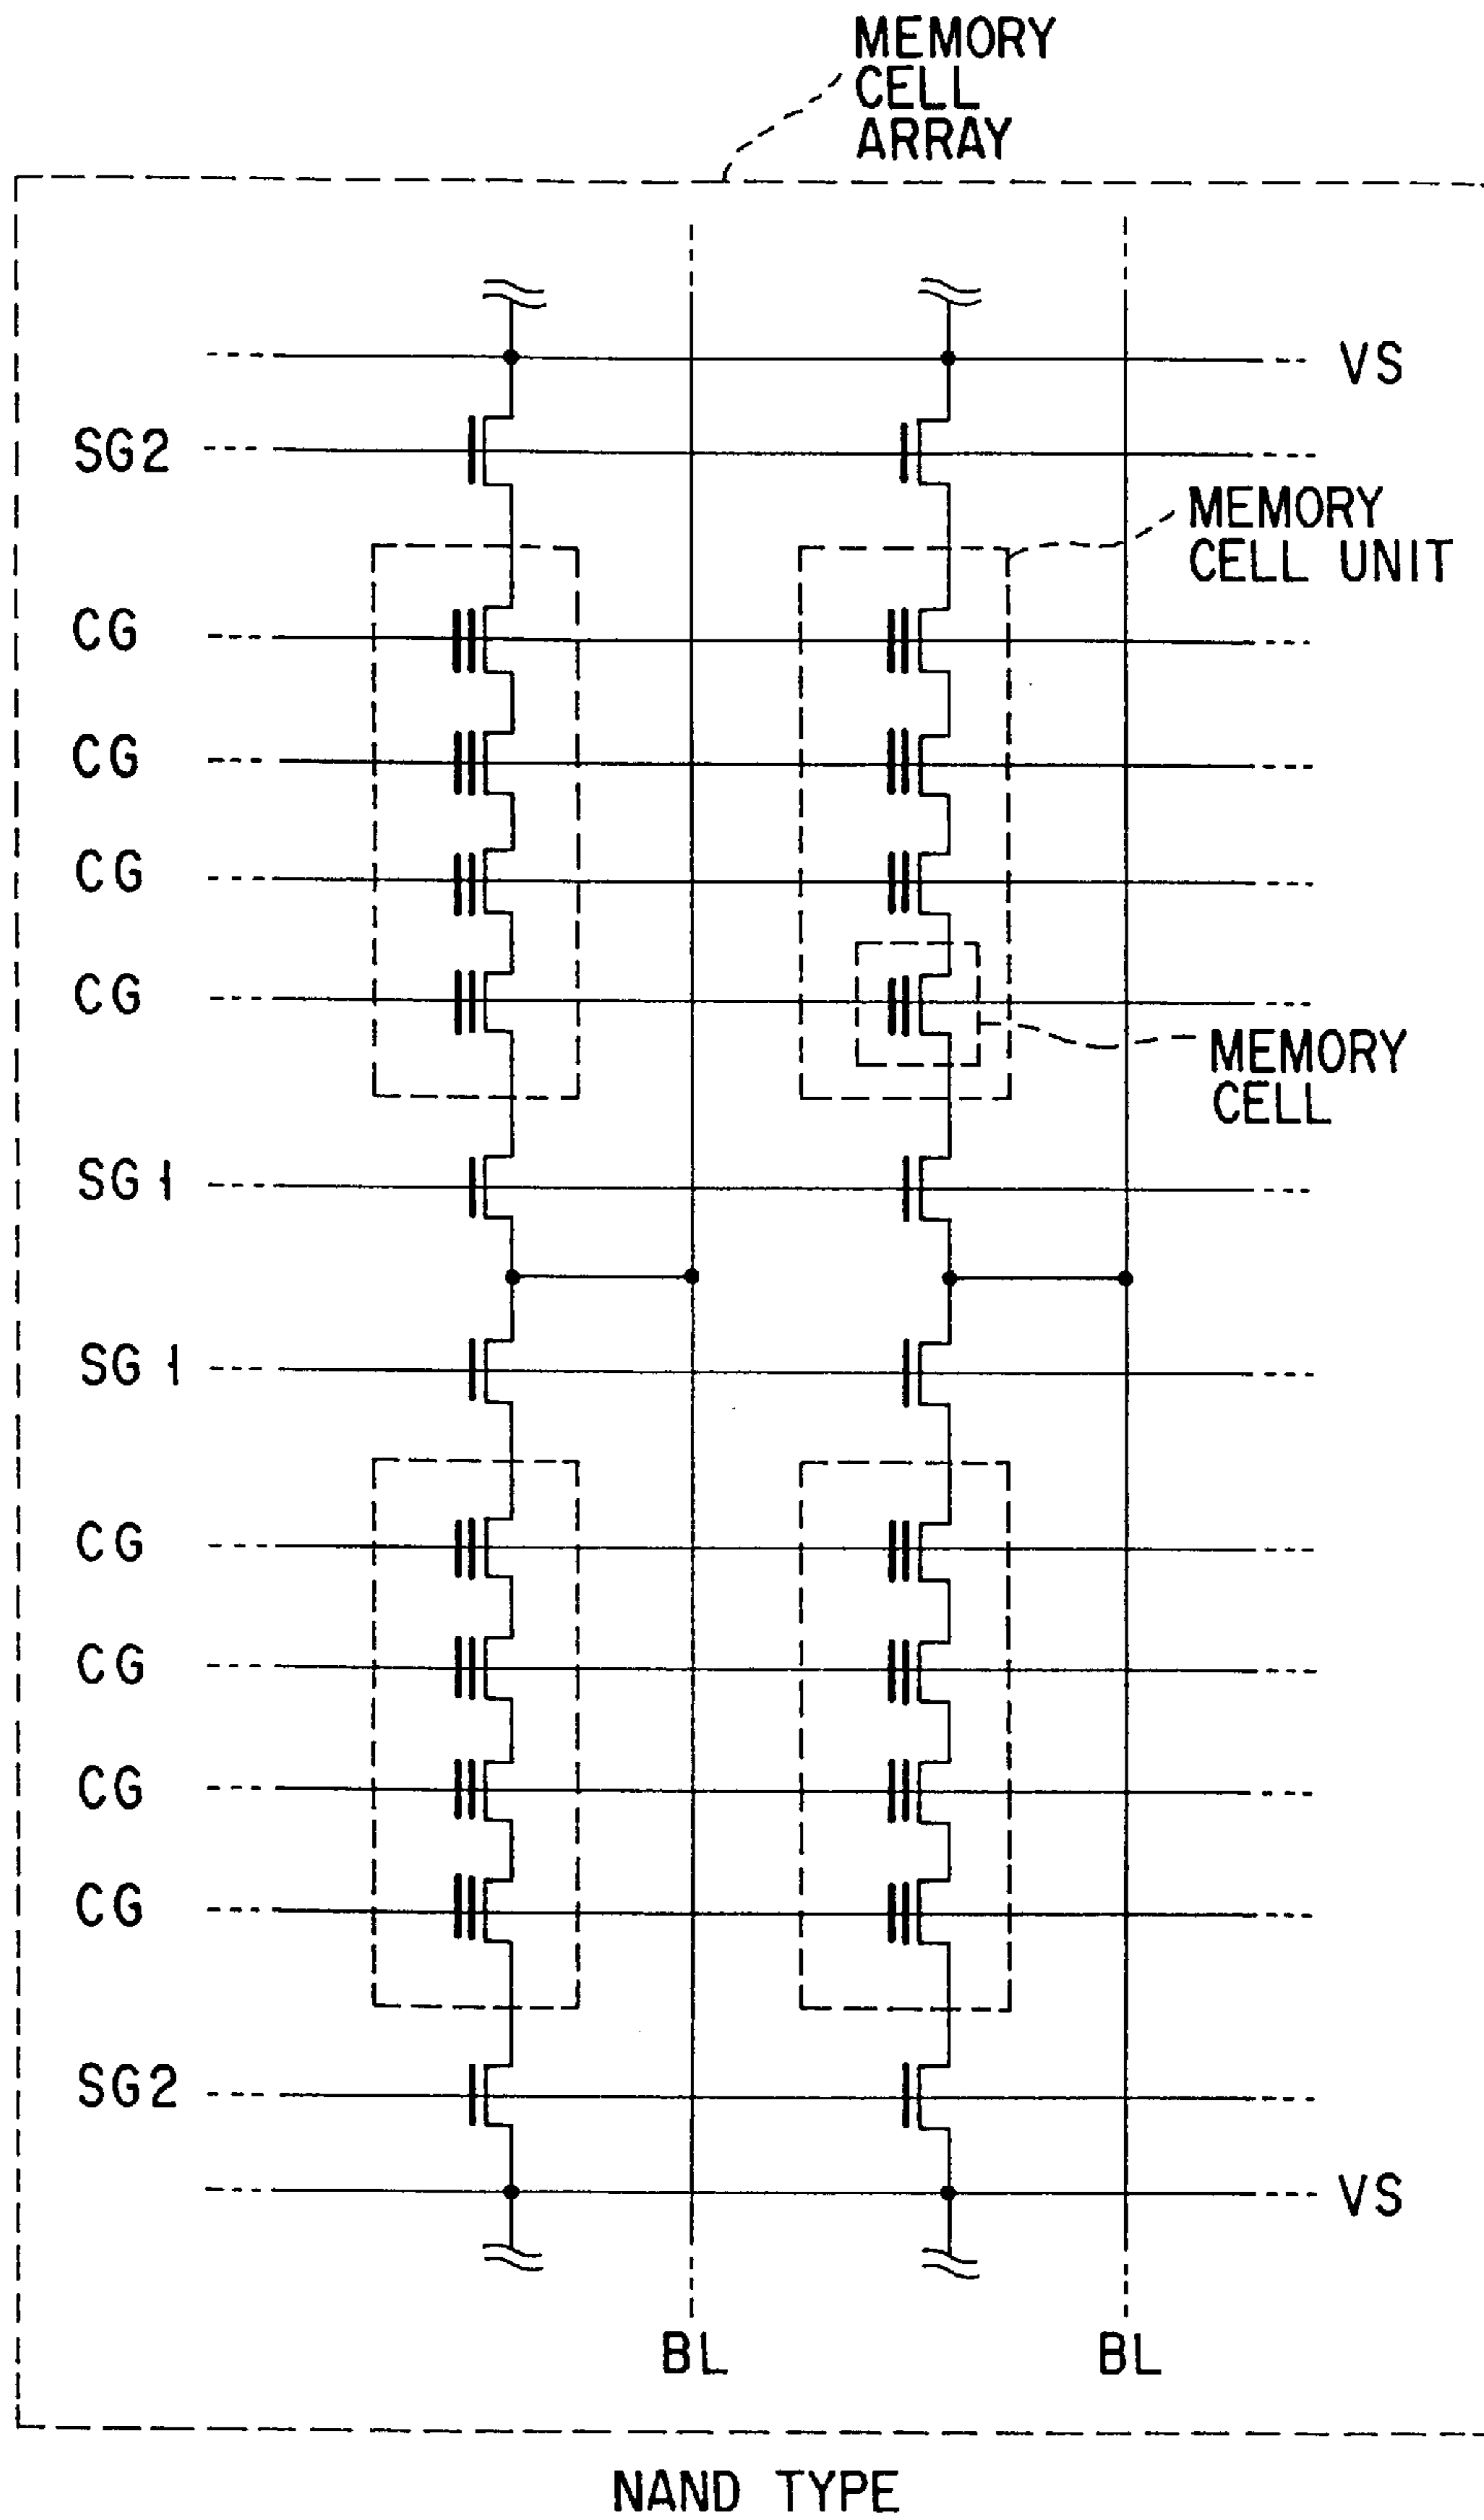 MEMORY
CELL
ARRAY
VS
SG2
MEMORY
CELL UNIT
CG
CG
CG
CG
MEMORY
CELL
SG1
SG1
CG
CG
CG
CG
SG2
VS
BL BL
NAND TYPE